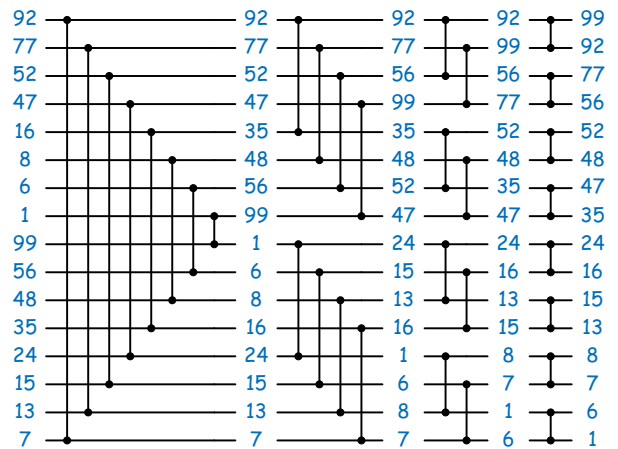 92 92 92 92 99
77 77 77 99 92
52 52 56 56 77
47 47 99 77 56
16 35 35 52 52
8 48 48 48 48
6 56 52 35 47
1 99 47 47 35
99 1 24 24 24
56 6 15 16 16
48 8 13 13 15
35 16 16 15 13
24 24 1 8 8
15 15 6 7 7
13 13 8 1 6
7 7 7 6 1